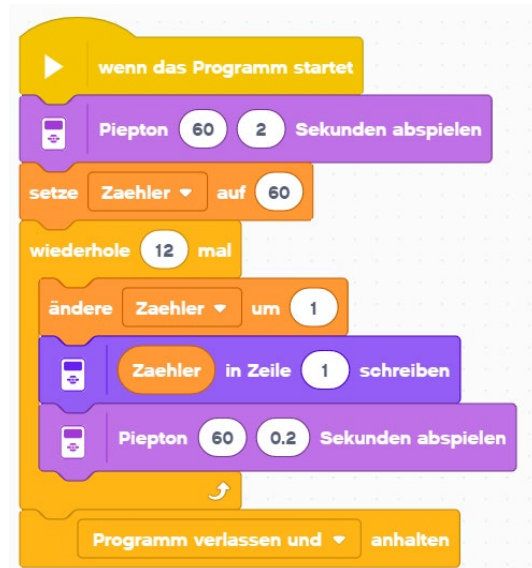 wenn das Programm startet
Piepton 60 2 Sekunden abspielen
setze Zaehler auf 60
wiederhole 12 mal
ändere Zaehler um 1
Zaehler in Zeile 1 schreiben
Piepton 60 0.2 Sekunden abspielen
Programm verlassen und anhalten